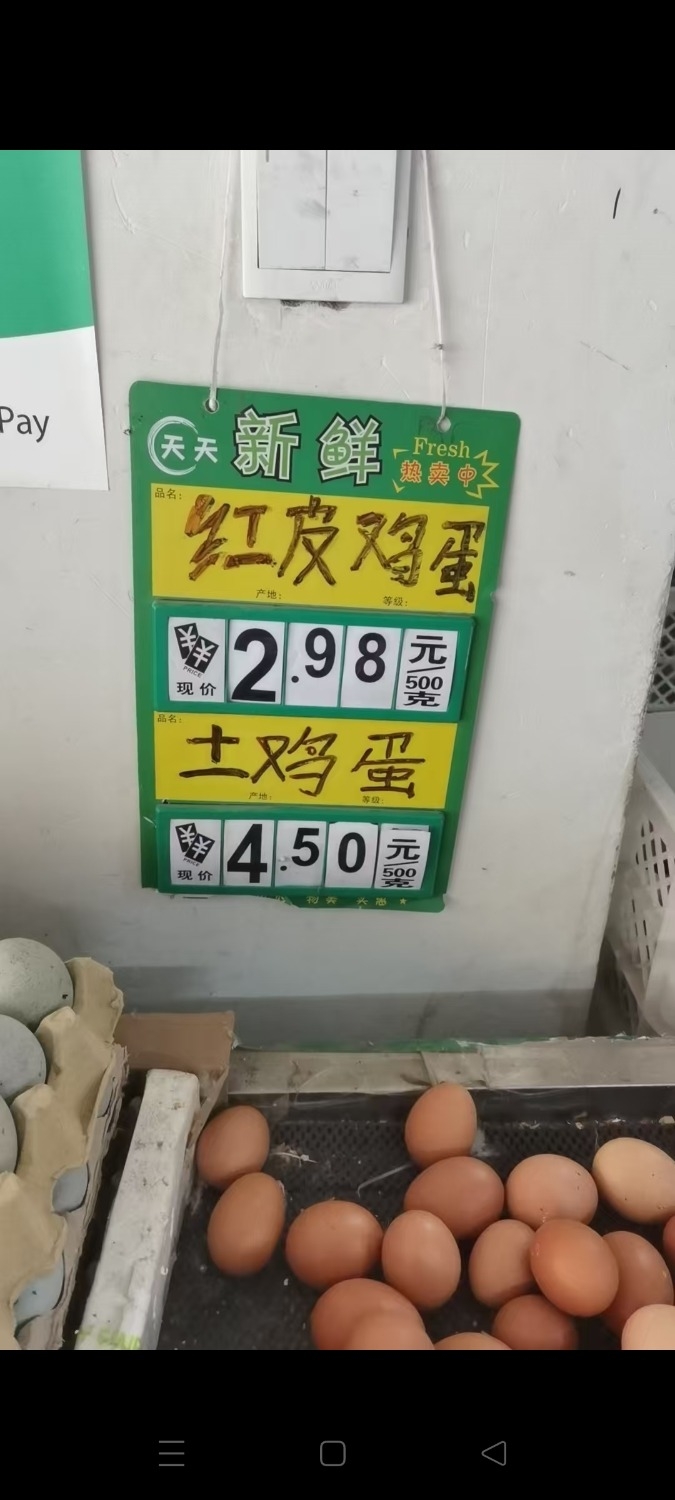 Pay
天天 新鲜 Fresh
热卖中
品名:
红皮鸡蛋
产地: 等级:
PRICE
现价 2.98 元/500克
品名:
土鸡蛋
产地: 等级:
PRICE
现价 4.50 元/500克